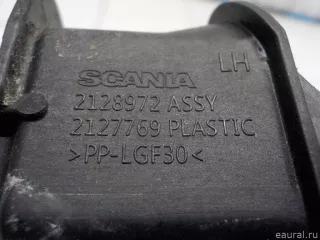 SCANIA LH
2128972 ASSY
2127769 PLASTIC
>PP-LGF30<
eaural.ru